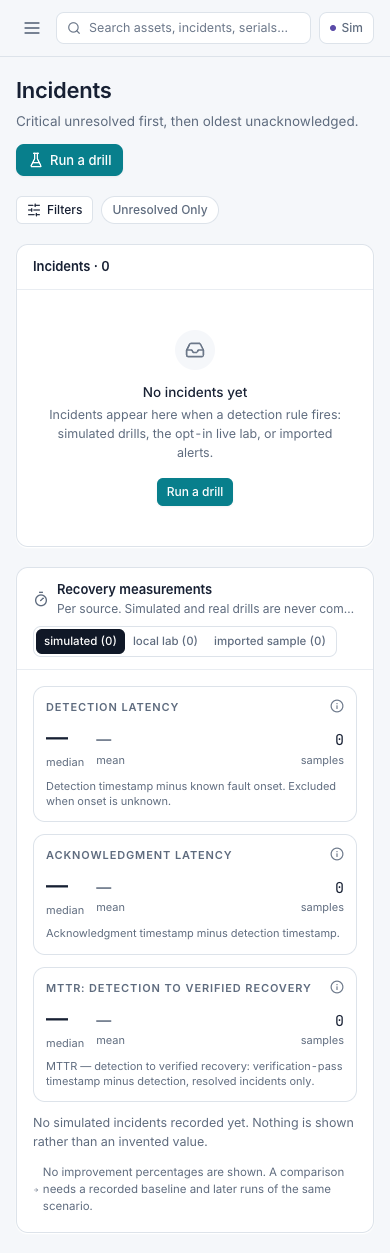 Search assets, incidents, serials...
Sim
Incidents
Critical unresolved first, then oldest unacknowledged.
Run a drill
Filters
Unresolved Only
Incidents · 0
No incidents yet
Incidents appear here when a detection rule fires:
simulated drills, the opt-in live lab, or imported
alerts.
Run a drill
Recovery measurements
Per source. Simulated and real drills are never com...
simulated (0)
local lab (0)
imported sample (0)
DETECTION LATENCY
— — 0
median mean samples
Detection timestamp minus known fault onset. Excluded
when onset is unknown.
ACKNOWLEDGMENT LATENCY
— — 0
median mean samples
Acknowledgment timestamp minus detection timestamp.
MTTR: DETECTION TO VERIFIED RECOVERY
— — 0
median mean samples
MTTR — detection to verified recovery: verification-pass
timestamp minus detection, resolved incidents only.
No simulated incidents recorded yet. Nothing is shown
rather than an invented value.
No improvement percentages are shown. A comparison
needs a recorded baseline and later runs of the same
scenario.